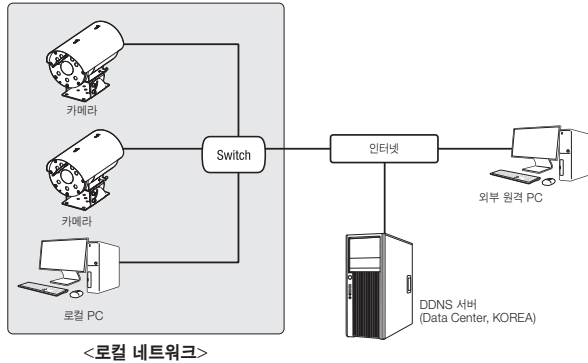 카메라
카메라
Switch
인터넷
외부 원격 PC
로컬 PC
DDNS 서버
(Data Center, KOREA)
<로컬 네트워크>